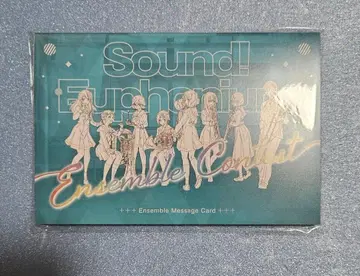 Sound!
Euphonium
Ensemble Contest
+++ Ensemble Message Card +++